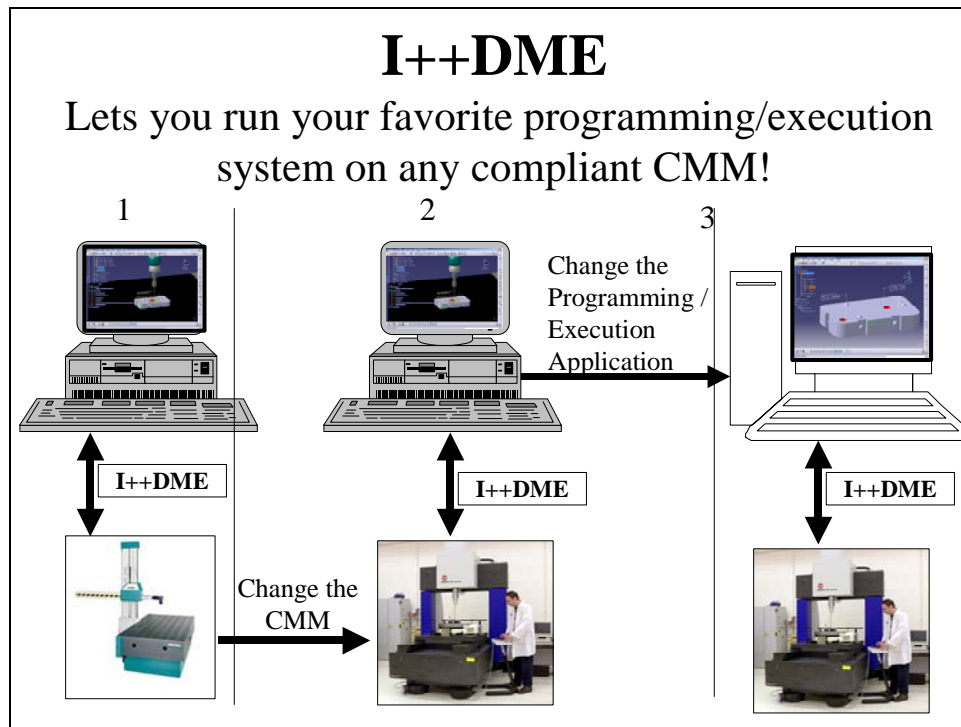 I++DME
Lets you run your favorite programming/execution
system on any compliant CMM!
1
2
3
Change the
Programming /
Execution
Application
I++DME
I++DME
I++DME
Change the
CMM